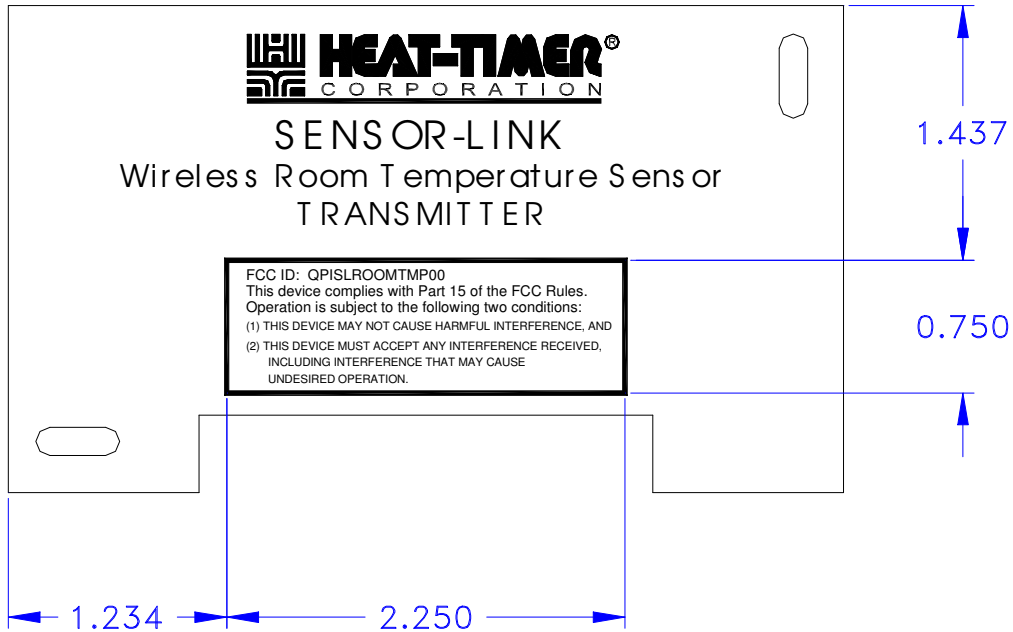 HEAT-TIMER®
CORPORATION
SENSOR-LINK
Wireless Room Temperature Sensor
TRANSMITTER
1.437
FCC ID: QPISLROOMTMP00
This device complies with Part 15 of the FCC Rules.
Operation is subject to the following two conditions:
(1) THIS DEVICE MAY NOT CAUSE HARMFUL INTERFERENCE, AND
(2) THIS DEVICE MUST ACCEPT ANY INTERFERENCE RECEIVED,
INCLUDING INTERFERENCE THAT MAY CAUSE
UNDESIRED OPERATION.
0.750
1.234
2.250